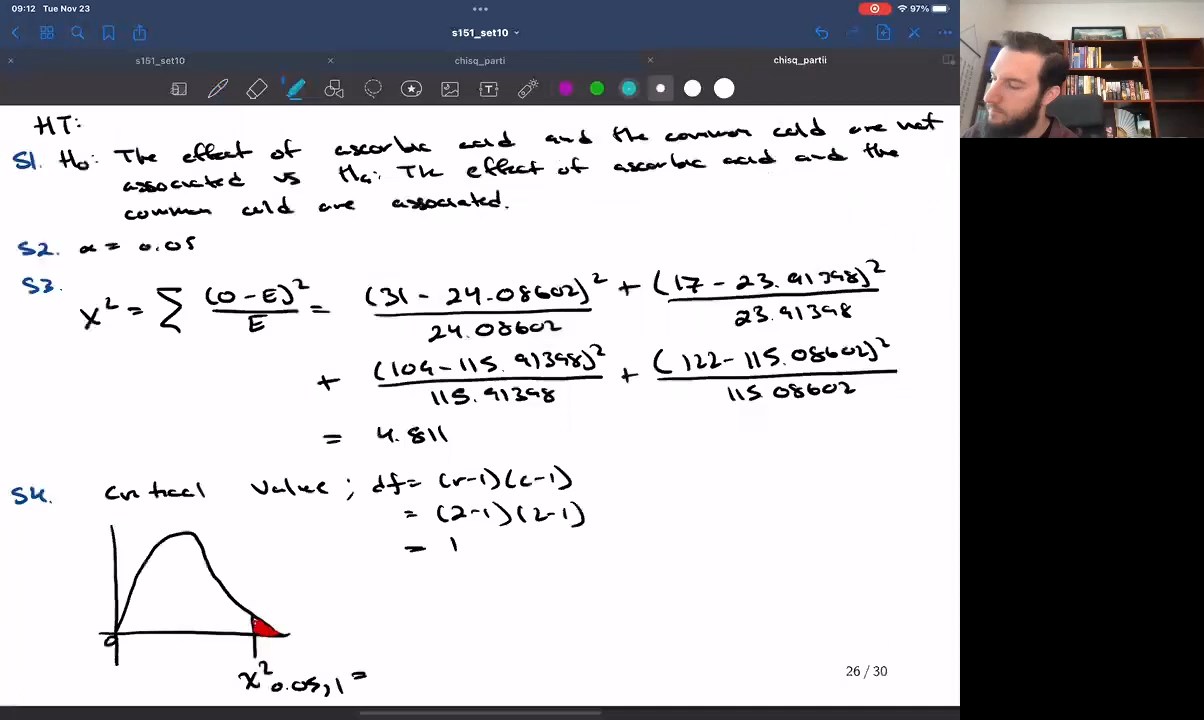 09:12 Tue Nov 23
97%
s151_set10
s151_set10
chisq_parti
chisq_partii
HT:
S1. H₀: The effect of ascorbic acid and the common cold are not
associated vs Hₐ: The effect of ascorbic acid and the
common cold are associated.
S2. α = 0.05
S3.
X² = ∑ (O-E)²/E = (31 - 24.08602)²/24.08602 + (17 - 23.91398)²/23.91398
+ (109-115.91398)²/115.91398 + (122-115.08602)²/115.08602
= 4.811
S4. Critical Value; df = (r-1)(c-1)
= (2-1)(2-1)
= 1
0
X²0.05,1 =
26 / 30